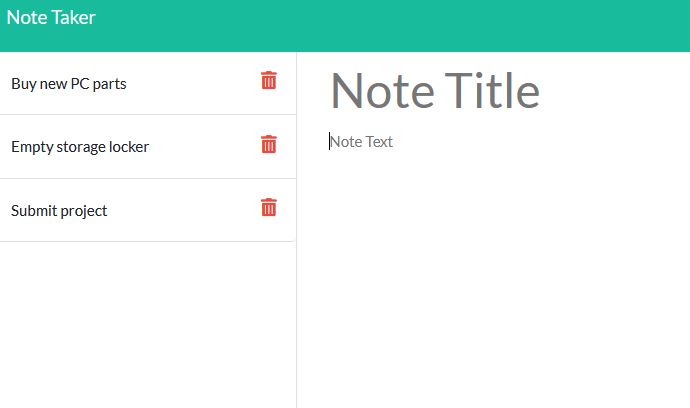 Note Taker
Buy new PC parts
Empty storage locker
Submit project
Note Title
Note Text